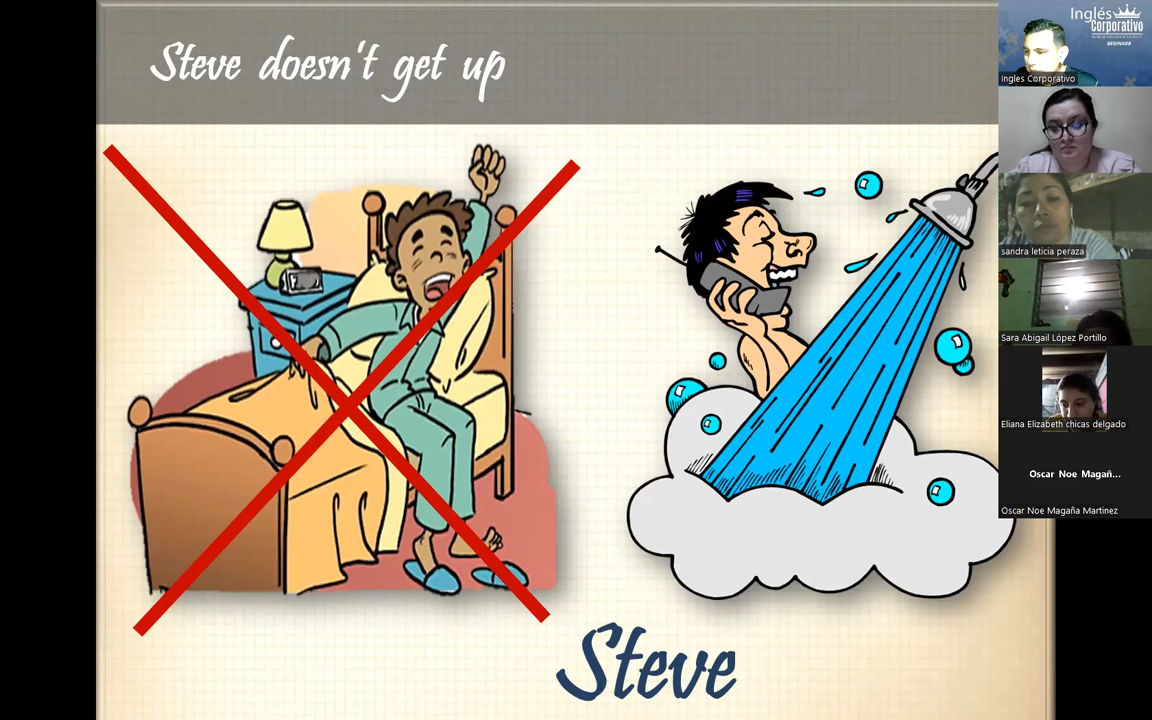 Steve doesn't get up
Steve
Inglés
Corporativo
BEGINNER
Ingles Corporativo
sandra leticia peraza
Sara Abigail López Portillo
Eliana Elizabeth chicas delgado
Oscar Noe Magañ...
Oscar Noe Magaña Martinez